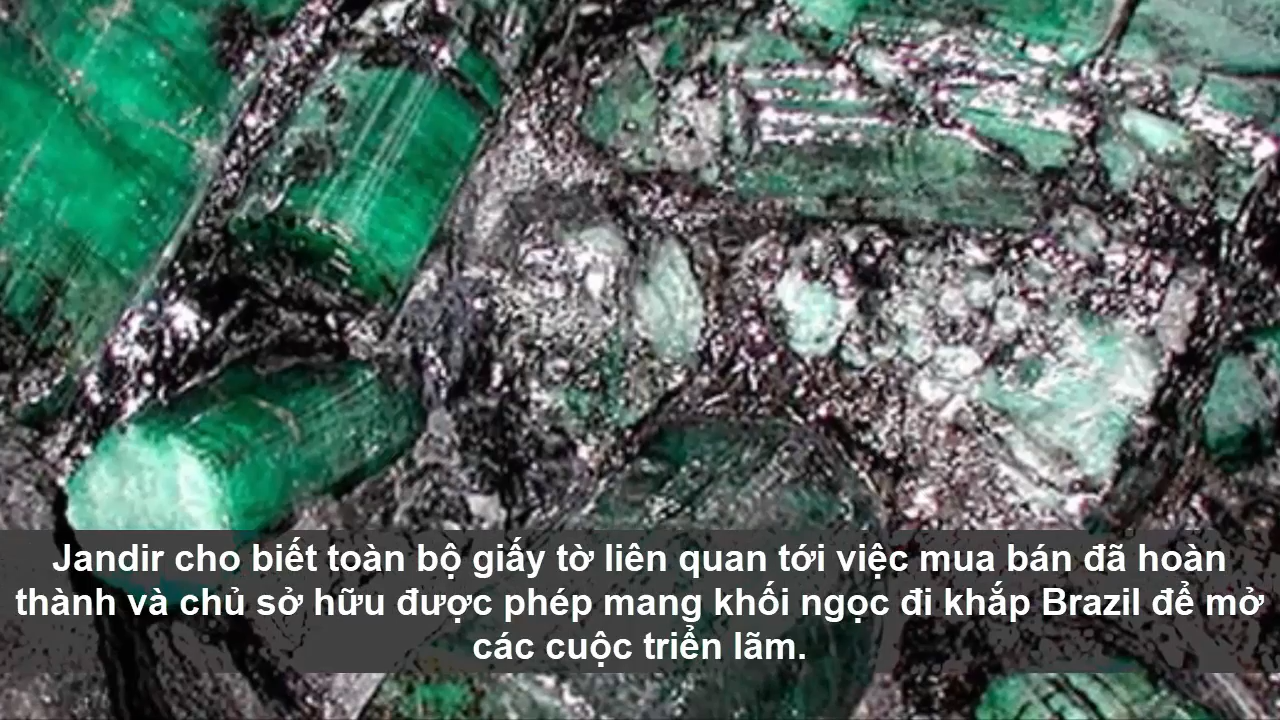 Jandir cho biết toàn bộ giấy tờ liên quan tới việc mua bán đã hoàn
thành và chủ sở hữu được phép mang khối ngọc đi khắp Brazil để mở
các cuộc triển lãm.